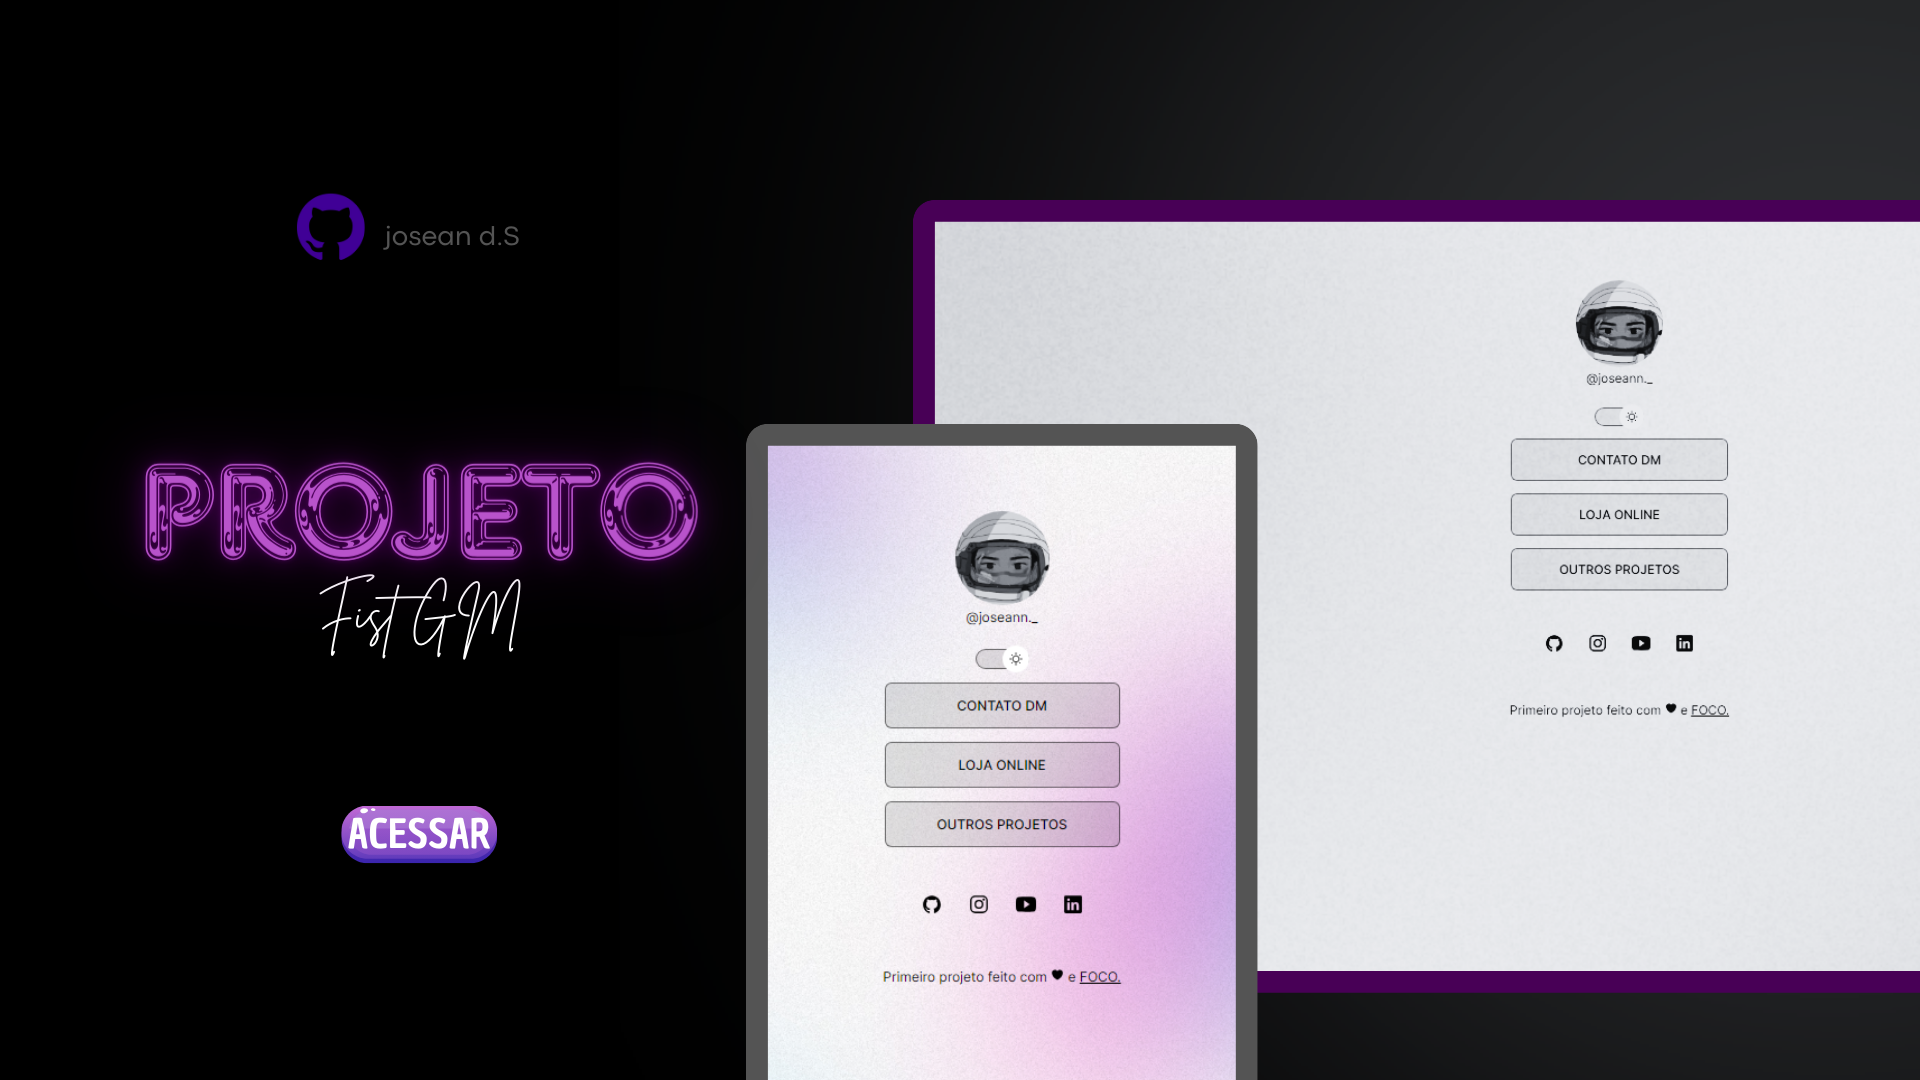 josean d.S
PROJETO
Fist GM
ACESSAR
@joseann._
CONTATO DM
LOJA ONLINE
OUTROS PROJETOS
Primeiro projeto feito com ♥ e FOCO.
@joseann._
CONTATO DM
LOJA ONLINE
OUTROS PROJETOS
Primeiro projeto feito com ♥ e FOCO.